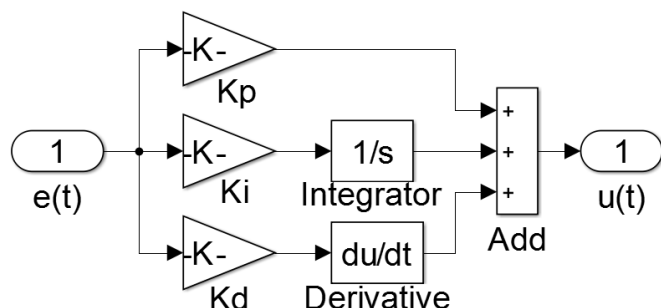 -K-
Kp
+
1
e(t)
-K-
Ki
1/s
Integrator
+
1
u(t)
-K-
Kd
du/dt
Derivative
+
Add